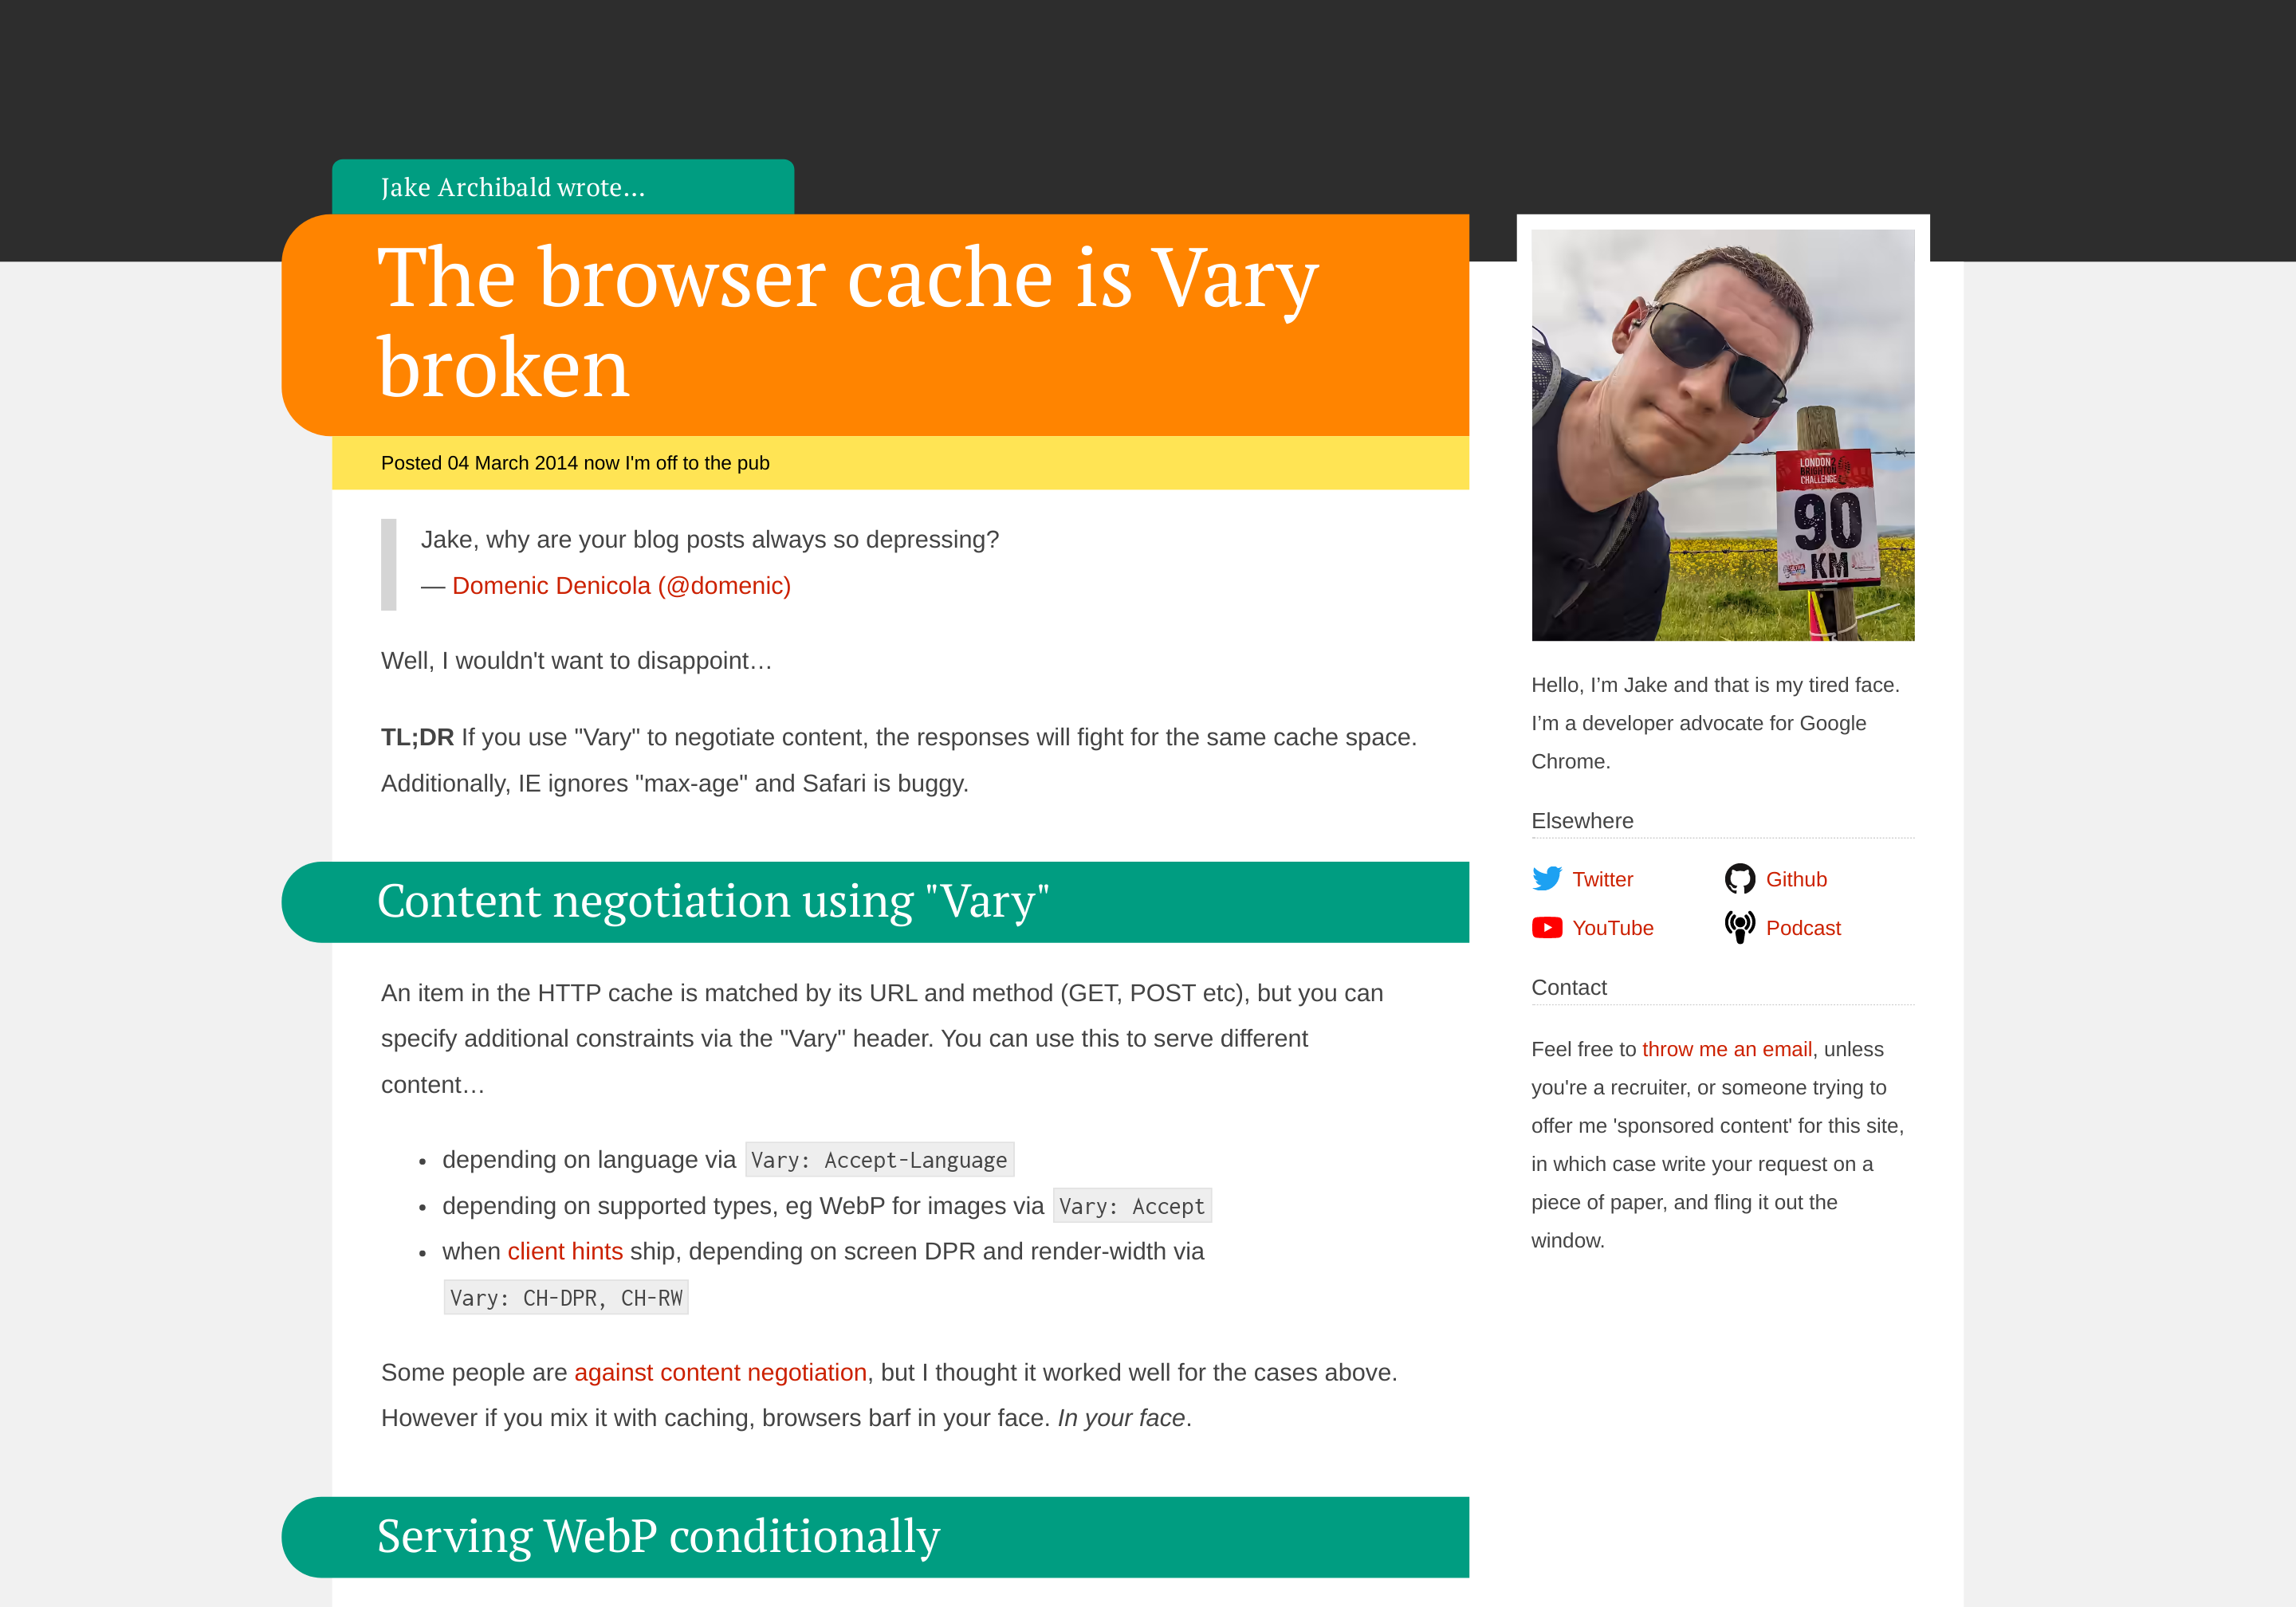 Jake Archibald wrote…
The browser cache is Vary
broken
Posted 04 March 2014 now I'm off to the pub
Jake, why are your blog posts always so depressing?
— Domenic Denicola (@domenic)
Well, I wouldn't want to disappoint…
TL;DR If you use "Vary" to negotiate content, the responses will fight for the same cache space.
Additionally, IE ignores "max-age" and Safari is buggy.
Content negotiation using "Vary"
An item in the HTTP cache is matched by its URL and method (GET, POST etc), but you can
specify additional constraints via the "Vary" header. You can use this to serve different
content…
• depending on language via Vary: Accept-Language
• depending on supported types, eg WebP for images via Vary: Accept
• when client hints ship, depending on screen DPR and render-width via
Vary: CH-DPR, CH-RW
Some people are against content negotiation, but I thought it worked well for the cases above.
However if you mix it with caching, browsers barf in your face. In your face.
Serving WebP conditionally
LONDON
BRIGHTON
CHALLENGE
90
KM
Hello, I’m Jake and that is my tired face.
I’m a developer advocate for Google
Chrome.
Elsewhere
Twitter
Github
YouTube
Podcast
Contact
Feel free to throw me an email, unless
you're a recruiter, or someone trying to
offer me 'sponsored content' for this site,
in which case write your request on a
piece of paper, and fling it out the
window.